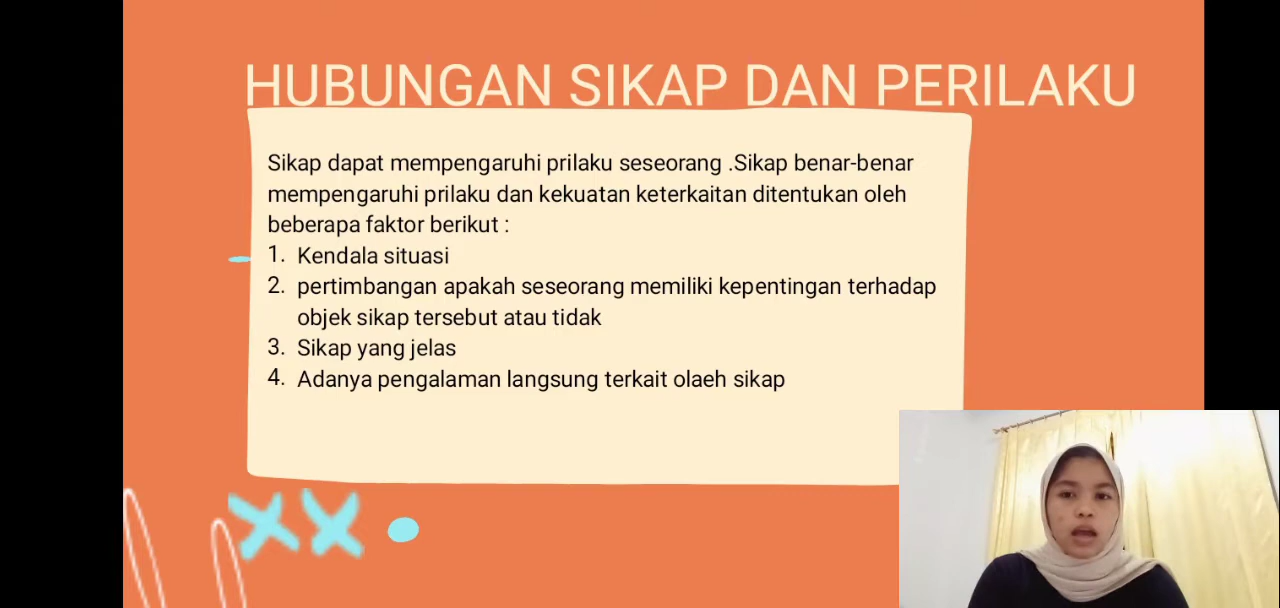 HUBUNGAN SIKAP DAN PERILAKU
Sikap dapat mempengaruhi prilaku seseorang .Sikap benar-benar
mempengaruhi prilaku dan kekuatan keterkaitan ditentukan oleh
beberapa faktor berikut :
1. Kendala situasi
2. pertimbangan apakah seseorang memiliki kepentingan terhadap
objek sikap tersebut atau tidak
3. Sikap yang jelas
4. Adanya pengalaman langsung terkait olaeh sikap